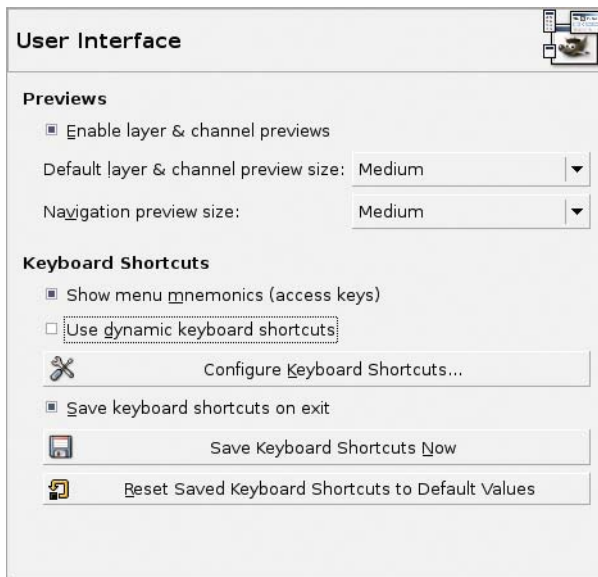 User Interface
Previews
Enable layer & channel previews
Default layer & channel preview size: Medium
Navigation preview size: Medium
Keyboard Shortcuts
Show menu mnemonics (access keys)
Use dynamic keyboard shortcuts
Configure Keyboard Shortcuts...
Save keyboard shortcuts on exit
Save Keyboard Shortcuts Now
Reset Saved Keyboard Shortcuts to Default Values